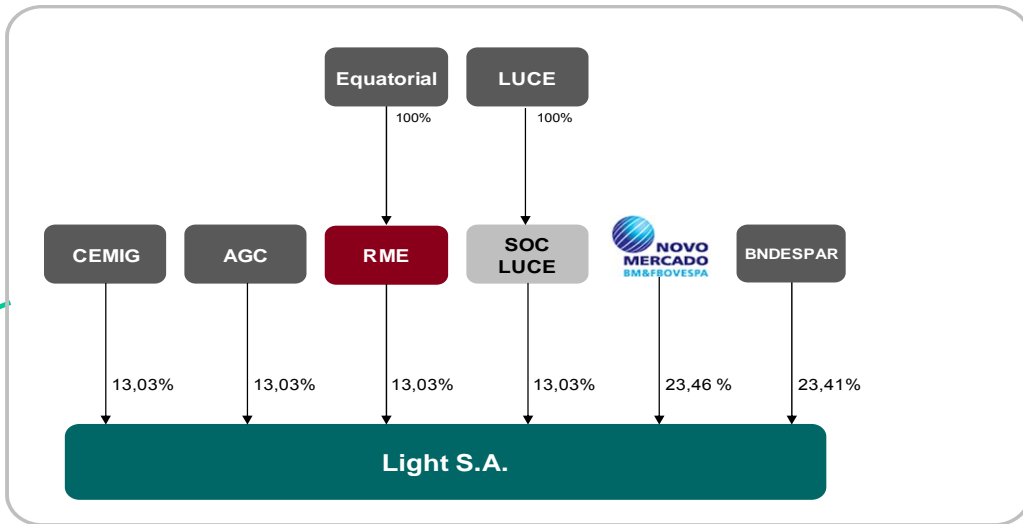 Equatorial
LUCE
100%
100%
CEMIG
AGC
RME
SOC
LUCE
NOVO
MERCADO
BM&FBOVESPA
BNDESPAR
13,03%
13,03%
13,03%
13,03%
23,46 %
23,41%
Light S.A.